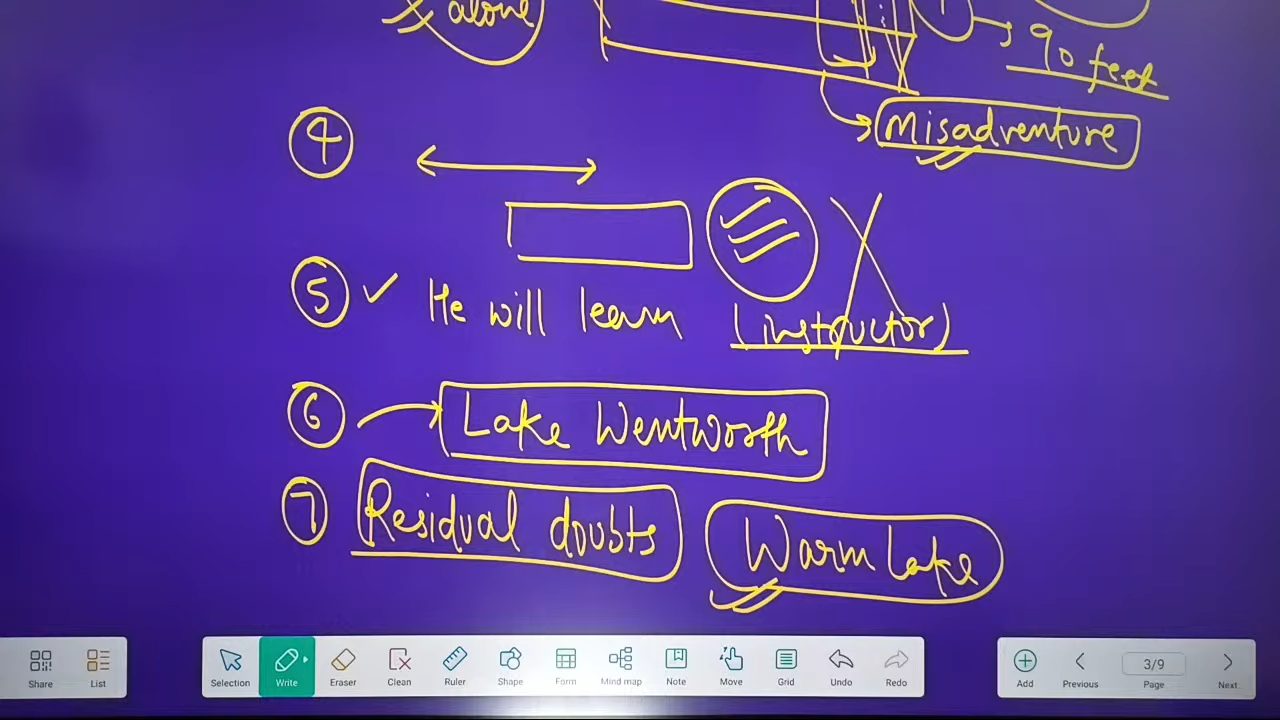 alone
① → 90 feet
Misadventure
④
⑤ ✓ He will learn (instructor)
⑥ → Lake Wentworth
⑦ Residual doubts Warm Lake
Share List Selection Write Eraser Clean Ruler Shape Form Mind map Note Move Grid Undo Redo Add Previous 3/9 Page Next